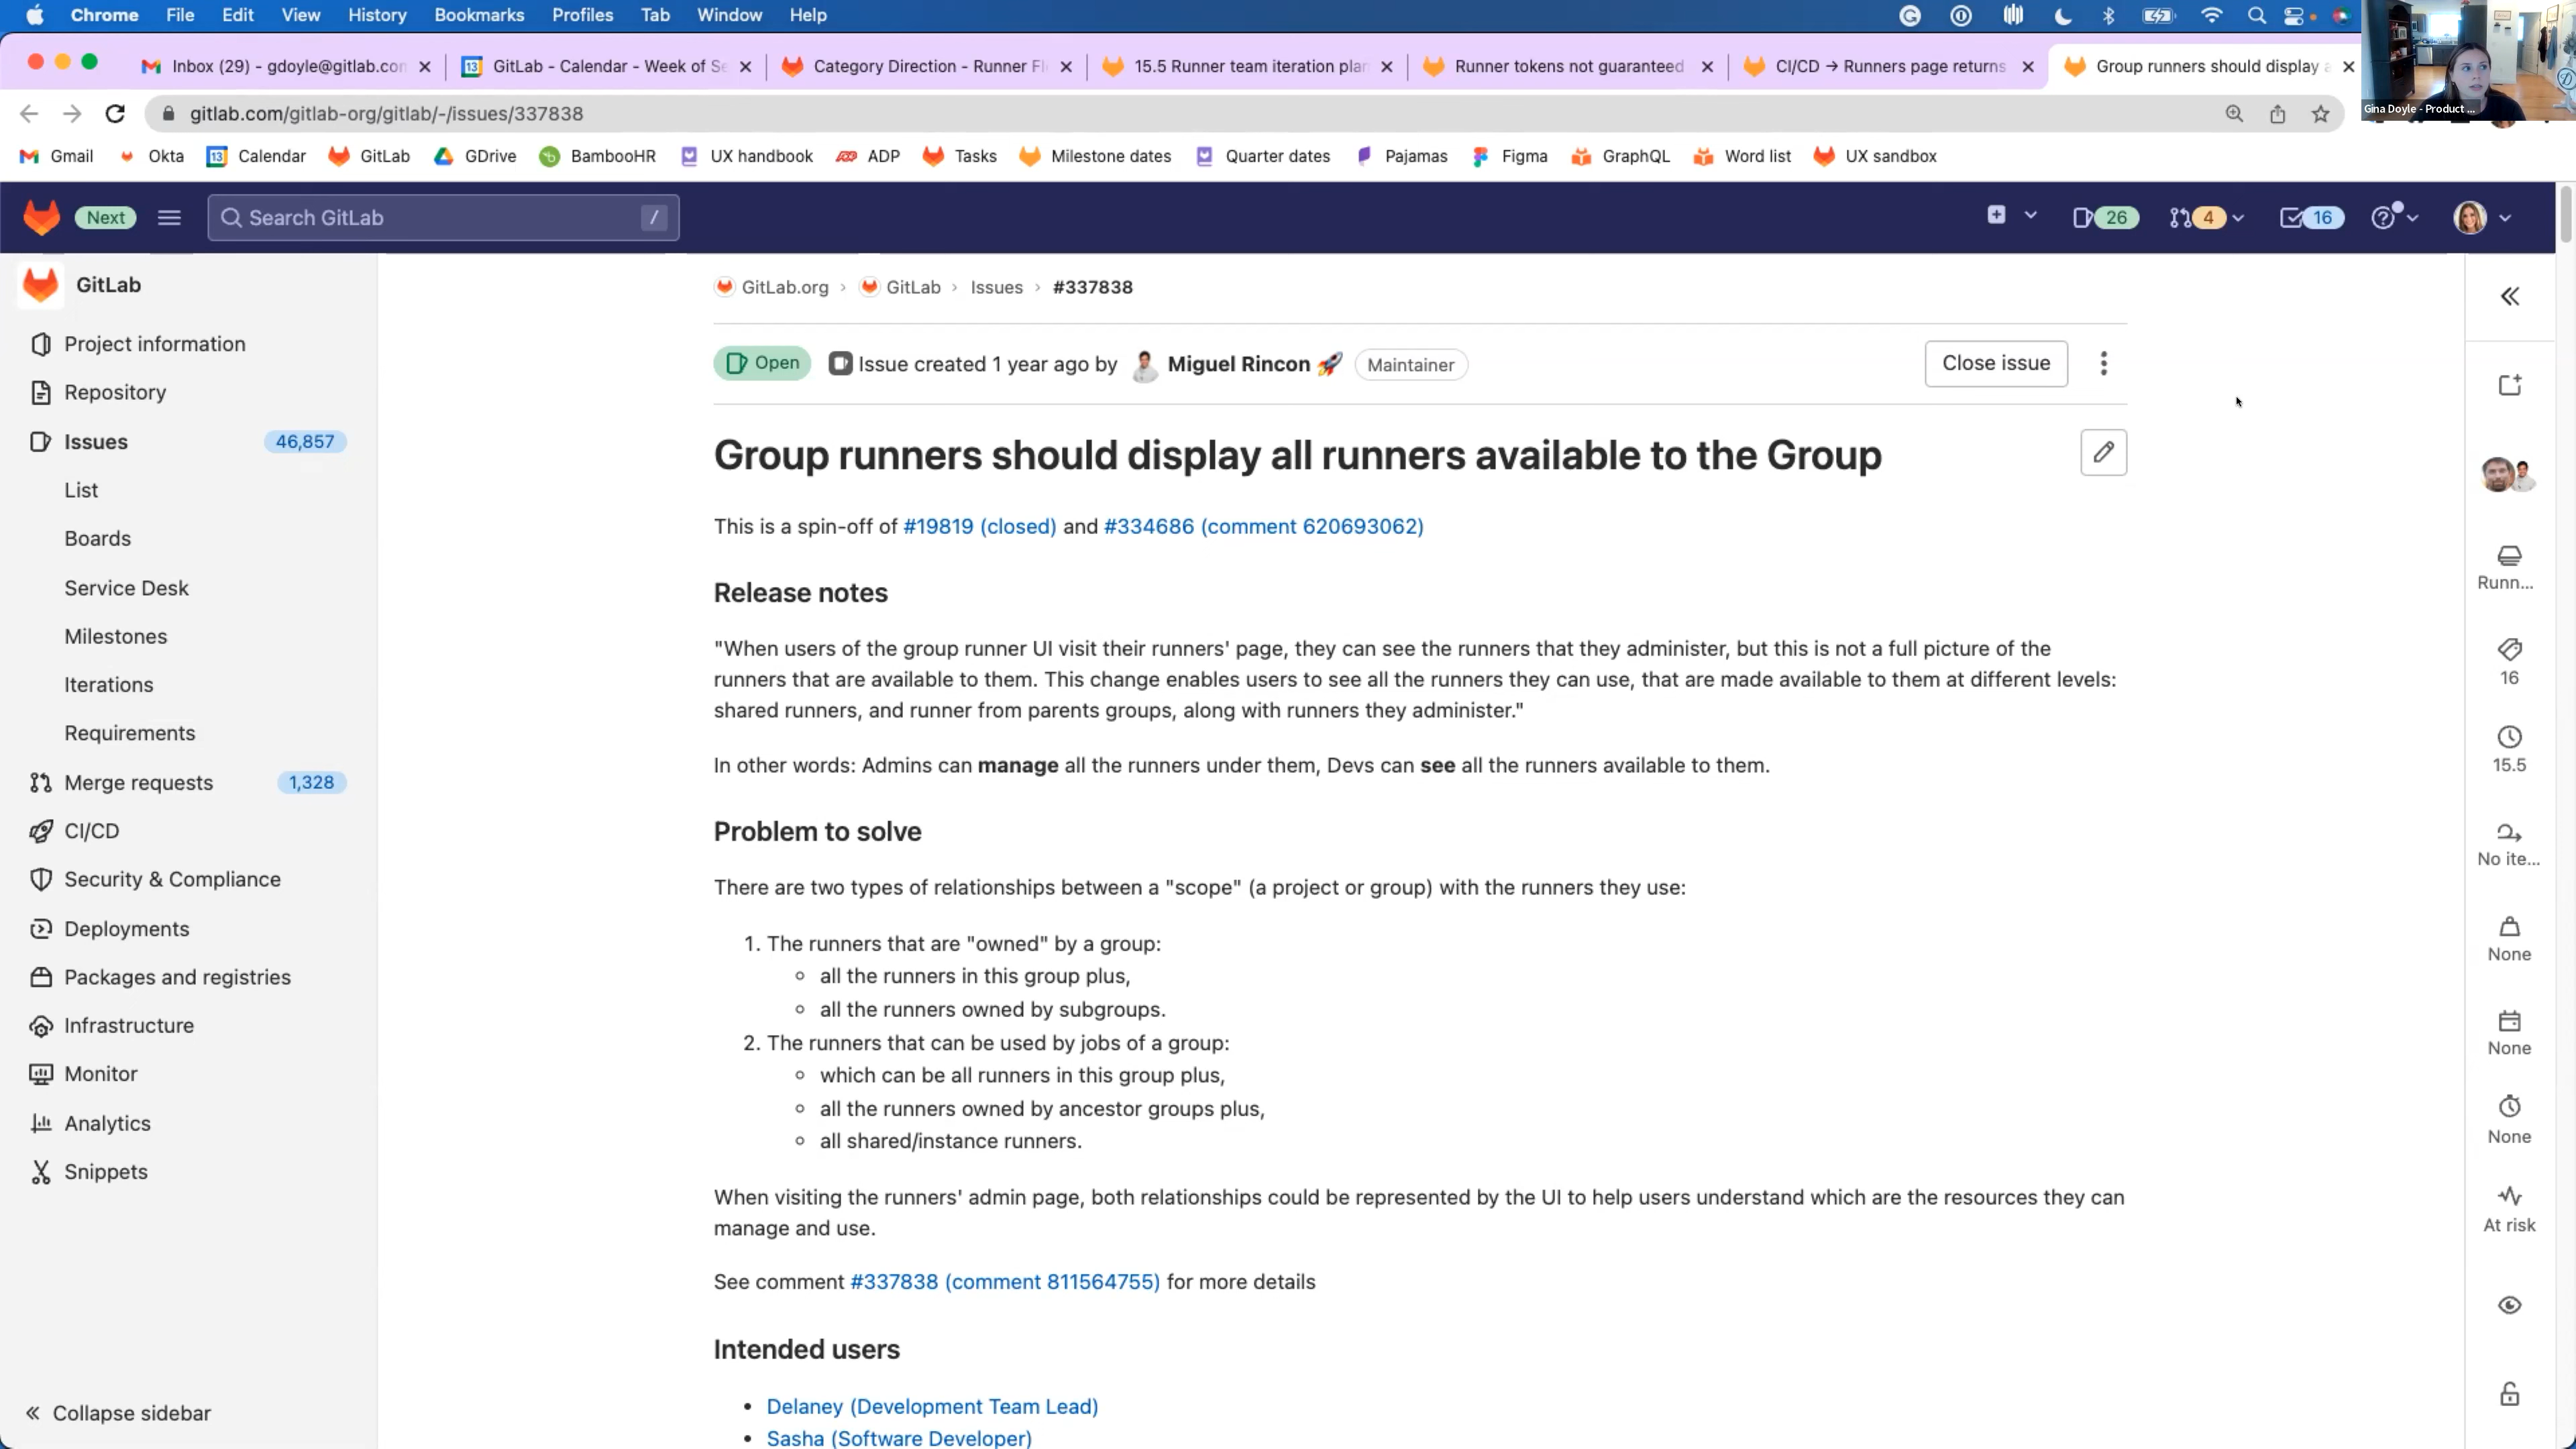 Chrome File Edit View History Bookmarks Profiles Tab Window Help
Inbox (29) - gdoyle@gitlab.con
GitLab - Calendar - Week of Se
Category Direction - Runner Fl
15.5 Runner team iteration plan
Runner tokens not guaranteed
CI/CD → Runners page returns
Group runners should display a
Gina Doyle - Product ...
gitlab.com/gitlab-org/gitlab/-/issues/337838
Gmail Okta Calendar GitLab GDrive BambooHR UX handbook ADP Tasks Milestone dates Quarter dates Pajamas Figma GraphQL Word list UX sandbox
Next
Search GitLab /
26 4 16
GitLab
Project information
Repository
Issues 46,857
List
Boards
Service Desk
Milestones
Iterations
Requirements
Merge requests 1,328
CI/CD
Security & Compliance
Deployments
Packages and registries
Infrastructure
Monitor
Analytics
Snippets
Collapse sidebar
GitLab.org › GitLab › Issues › #337838
Open Issue created 1 year ago by Miguel Rincon 🚀 Maintainer
Close issue
Group runners should display all runners available to the Group
This is a spin-off of #19819 (closed) and #334686 (comment 620693062)
Release notes
"When users of the group runner UI visit their runners' page, they can see the runners that they administer, but this is not a full picture of the
runners that are available to them. This change enables users to see all the runners they can use, that are made available to them at different levels:
shared runners, and runner from parents groups, along with runners they administer."
In other words: Admins can manage all the runners under them, Devs can see all the runners available to them.
Problem to solve
There are two types of relationships between a "scope" (a project or group) with the runners they use:
1. The runners that are "owned" by a group:
all the runners in this group plus,
all the runners owned by subgroups.
2. The runners that can be used by jobs of a group:
which can be all runners in this group plus,
all the runners owned by ancestor groups plus,
all shared/instance runners.
When visiting the runners' admin page, both relationships could be represented by the UI to help users understand which are the resources they can
manage and use.
See comment #337838 (comment 811564755) for more details
Intended users
Delaney (Development Team Lead)
Sasha (Software Developer)
Runn...
16
15.5
No ite...
None
None
None
At risk